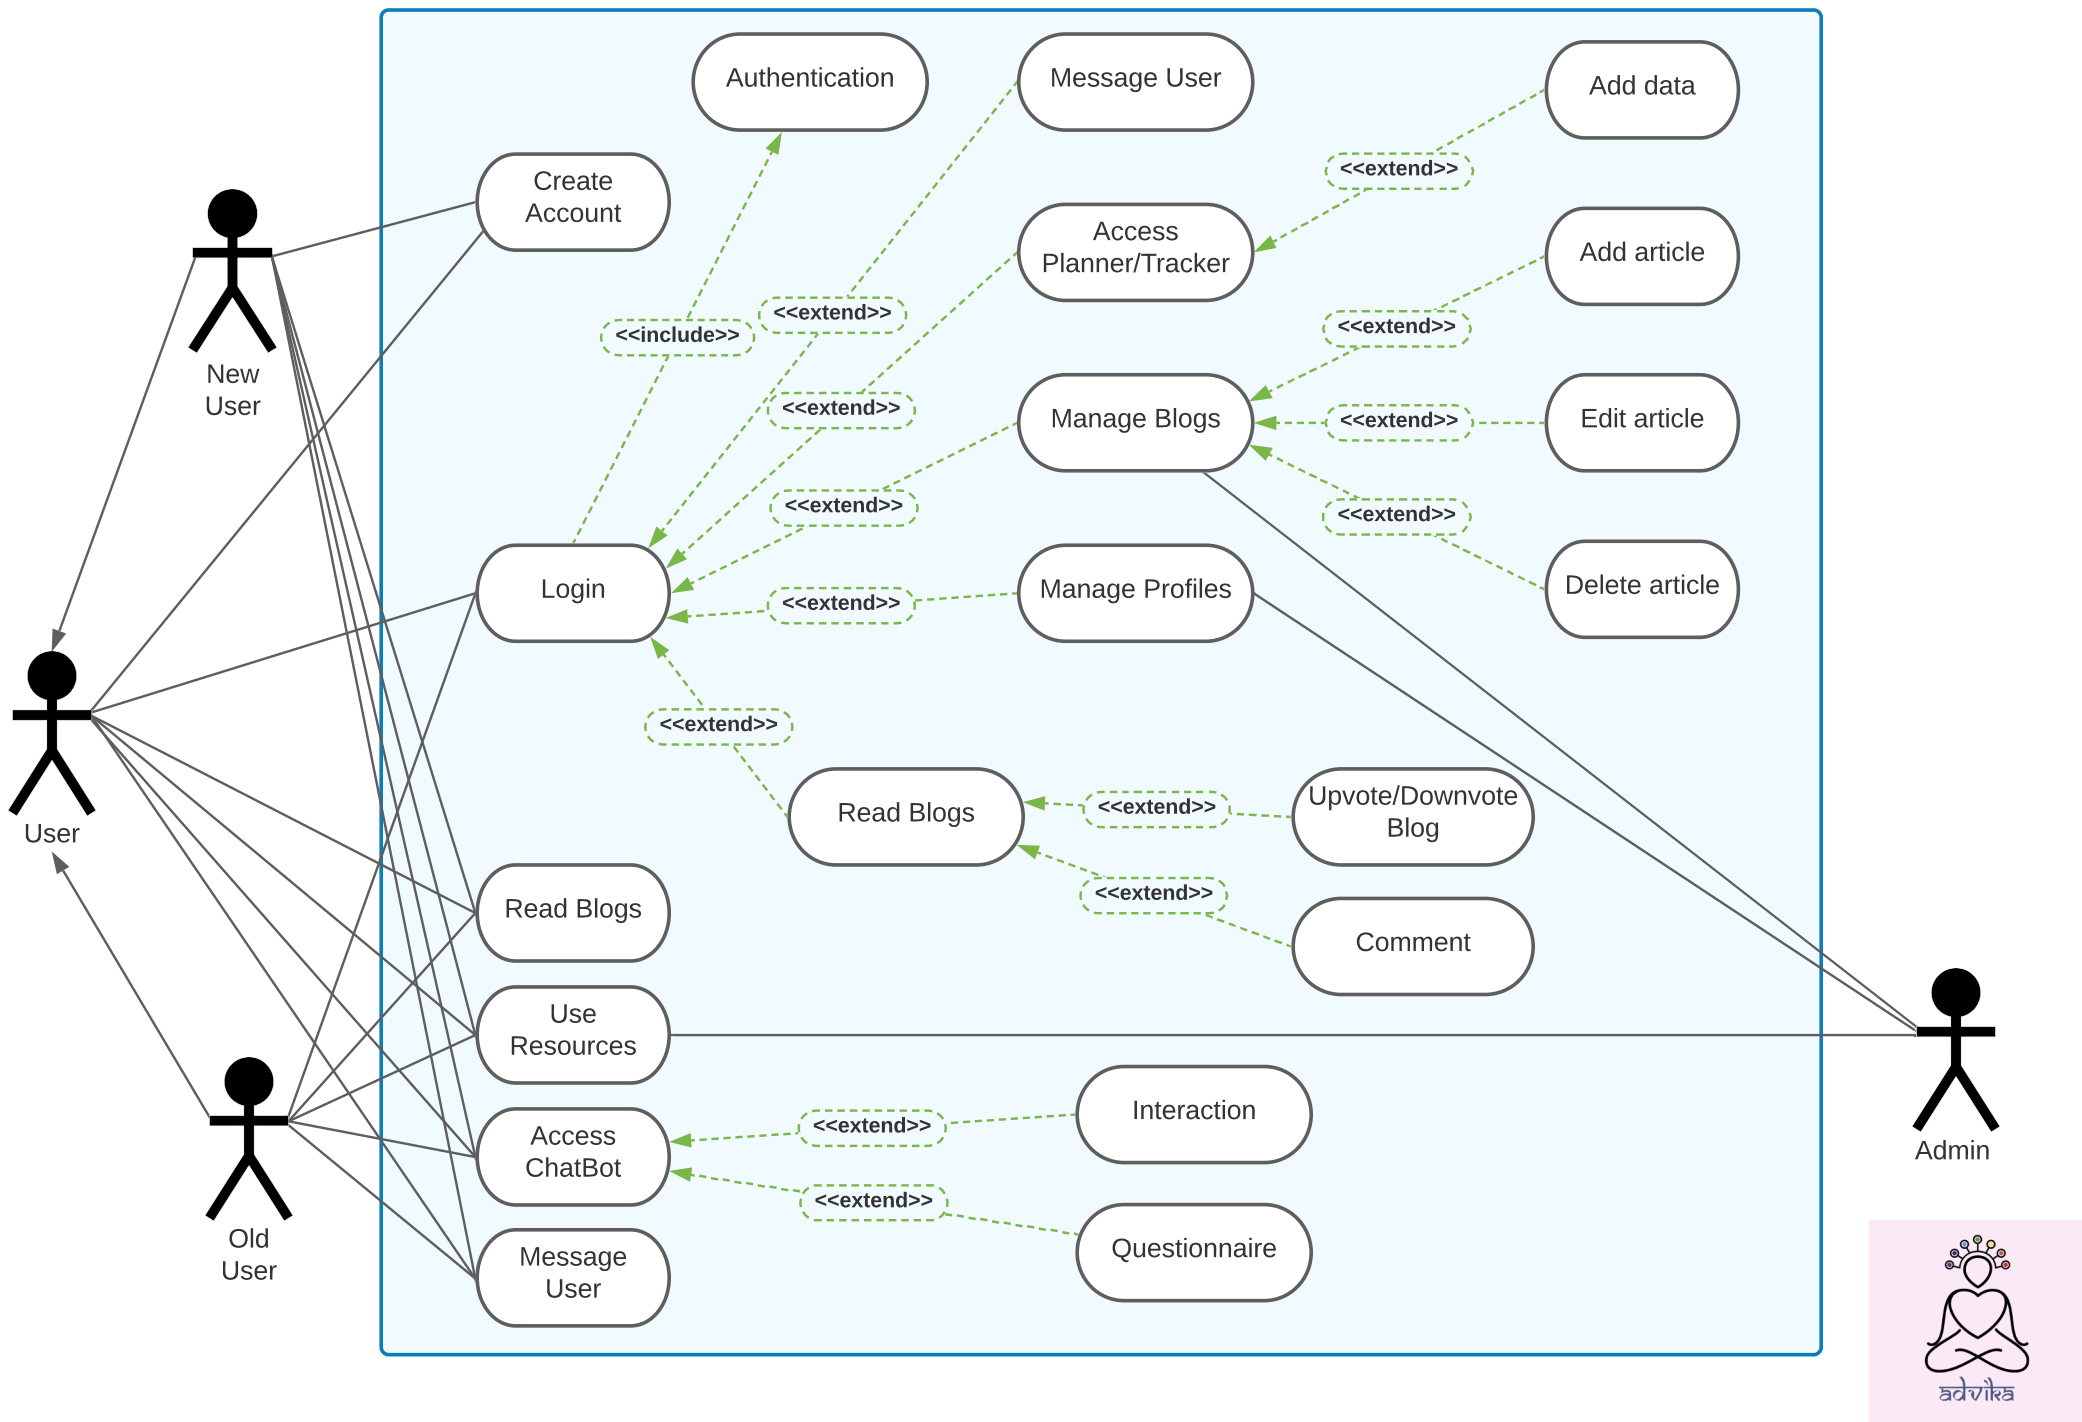 Authentication
Message User
Add data
Create
Account
<<extend>>
Access
Planner/Tracker
Add article
New
User
<<include>>
<<extend>>
<<extend>>
<<extend>>
Manage Blogs
<<extend>>
Edit article
<<extend>>
<<extend>>
Login
<<extend>>
Manage Profiles
Delete article
User
<<extend>>
Read Blogs
<<extend>>
Upvote/Downvote
Blog
<<extend>>
Read Blogs
Comment
Use
Resources
Access
ChatBot
<<extend>>
Interaction
Admin
<<extend>>
Old
User
Message
User
Questionnaire
advika